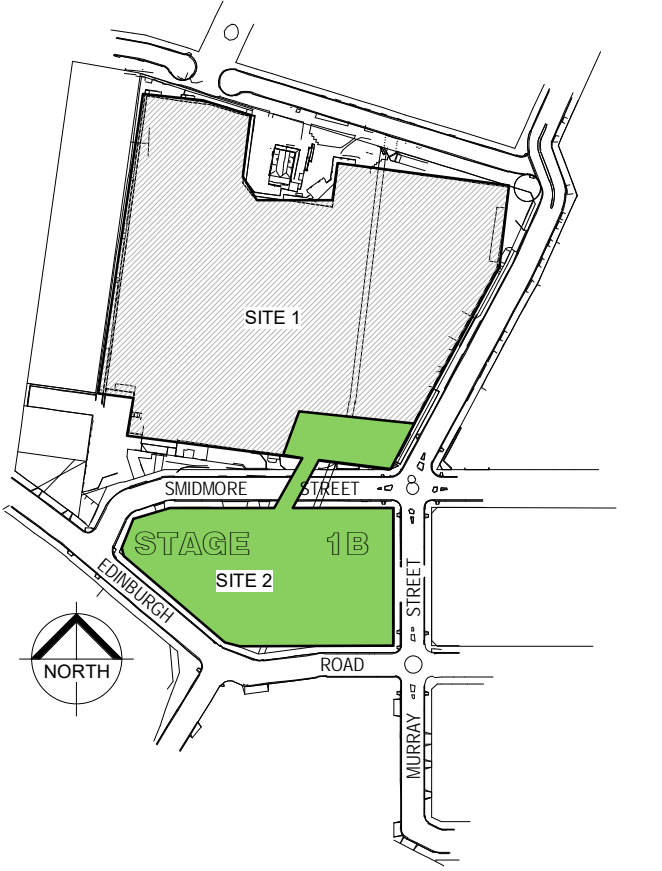 SITE 1
SMIDMORE STREET
STAGE 1B
SITE 2
EDINBURGH
STREET
NORTH
ROAD
MURRAY